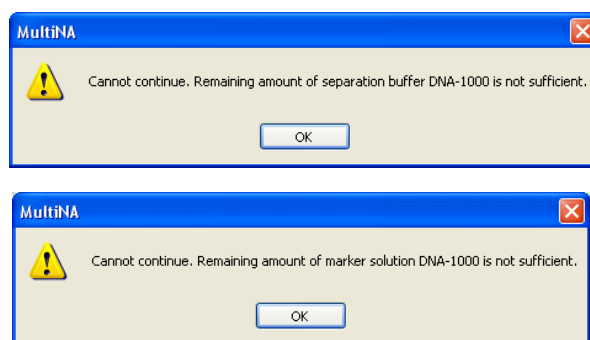 MultiNA
Cannot continue. Remaining amount of separation buffer DNA-1000 is not sufficient.
OK
MultiNA
Cannot continue. Remaining amount of marker solution DNA-1000 is not sufficient.
OK